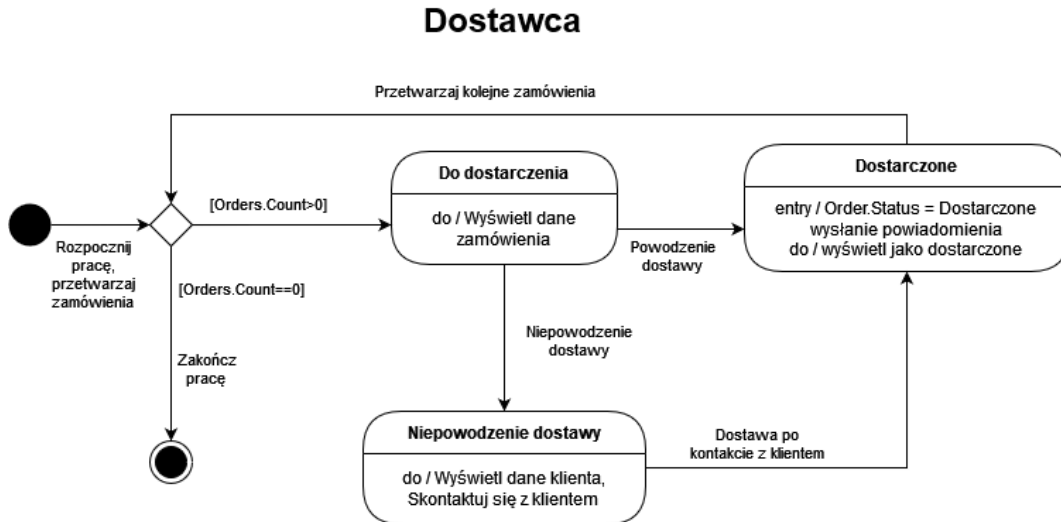 Dostawca
Przetwarzaj kolejne zamówienia
Do dostarczenia
do / Wyświetl dane
zamówienia
Dostarczone
entry / Order.Status = Dostarczone
wysłanie powiadomienia
do / wyświetl jako dostarczone
[Orders.Count>0]
Rozpocznij
pracę,
przetwarzaj
zamówienia
Powodzenie
dostawy
[Orders.Count==0]
Niepowodzenie
dostawy
Zakończ
pracę
Niepowodzenie dostawy
do / Wyświetl dane klienta,
Skontaktuj się z klientem
Dostawa po
kontakcie z klientem